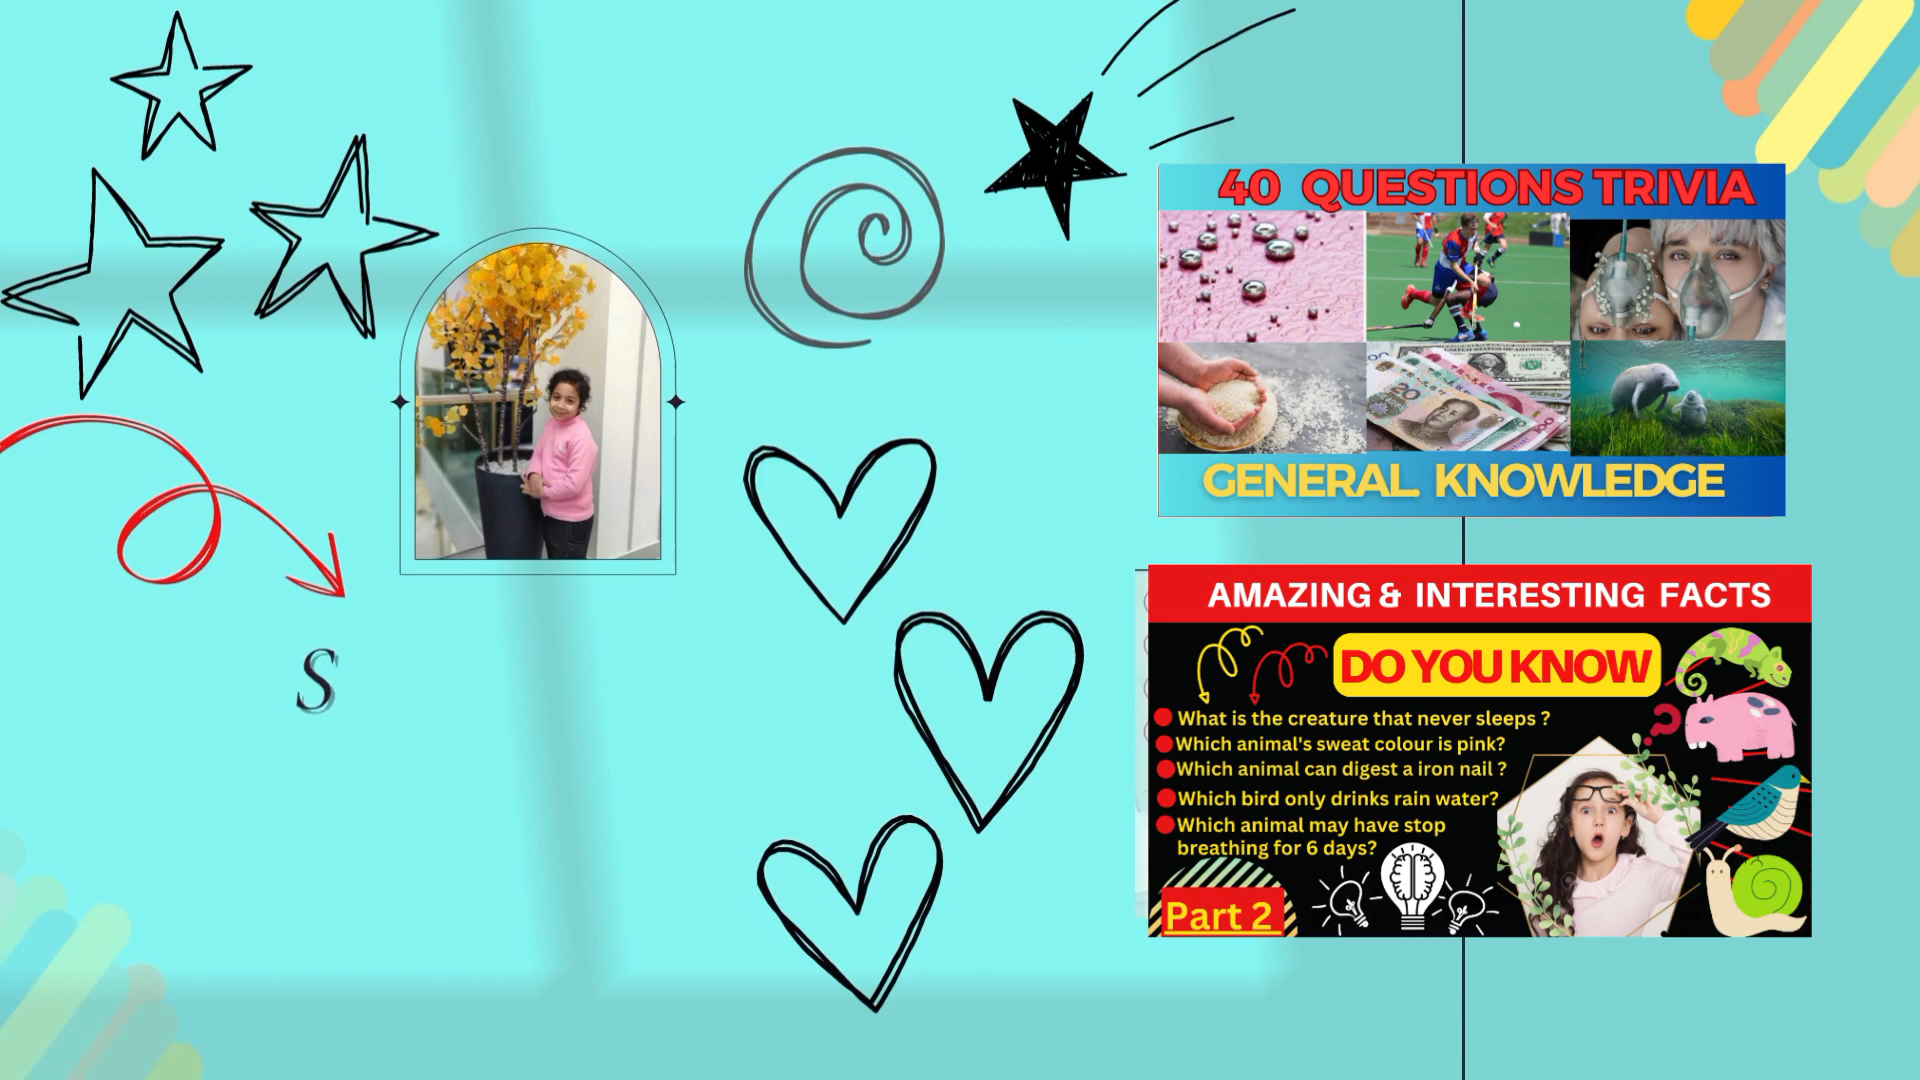 40 QUESTIONS TRIVIA
GENERAL KNOWLEDGE
S
AMAZING & INTERESTING FACTS
DO YOU KNOW
What is the creature that never sleeps ?
Which animal's sweat colour is pink?
Which animal can digest a iron nail ?
Which bird only drinks rain water?
Which animal may have stop
breathing for 6 days?
Part 2